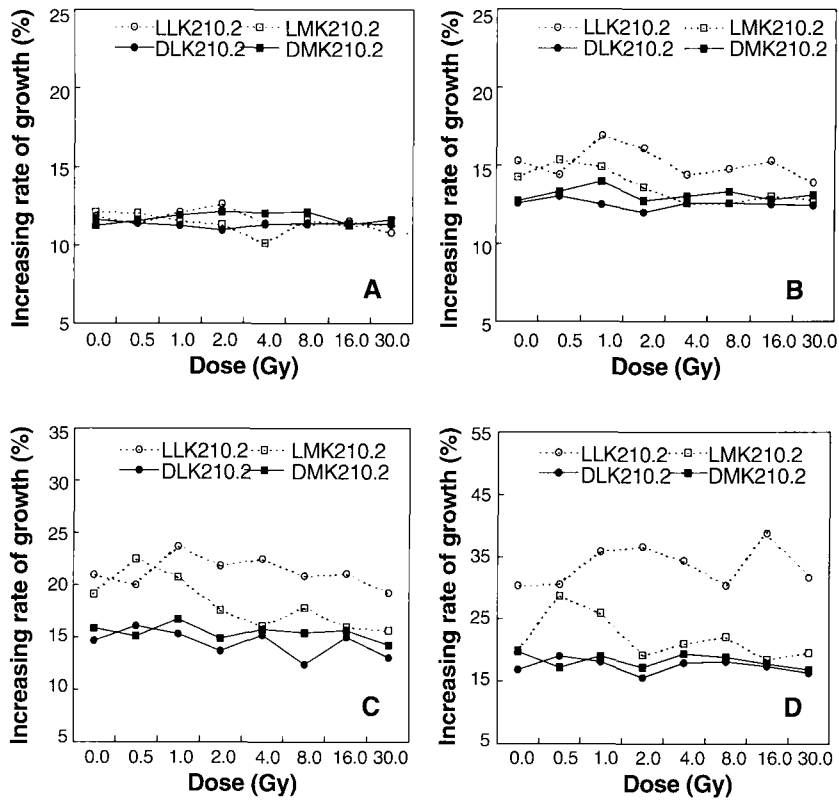 25
20
15
10
5
Increasing rate of growth (%)
LLK210.2 LMK210.2
DLK210.2 DMK210.2
A
0.0 0.5 1.0 2.0 4.0 8.0 16.0 30.0
Dose (Gy)
25
20
15
10
5
Increasing rate of growth (%)
LLK210.2 LMK210.2
DLK210.2 DMK210.2
B
0.0 0.5 1.0 2.0 4.0 8.0 16.0 30.0
Dose (Gy)
35
30
25
20
15
10
5
Increasing rate of growth (%)
LLK210.2 LMK210.2
DLK210.2 DMK210.2
C
0.0 0.5 1.0 2.0 4.0 8.0 16.0 30.0
Dose (Gy)
55
45
35
25
15
5
Increasing rate of growth (%)
LLK210.2 LMK210.2
DLK210.2 DMK210.2
D
0.0 0.5 1.0 2.0 4.0 8.0 16.0 30.0
Dose (Gy)